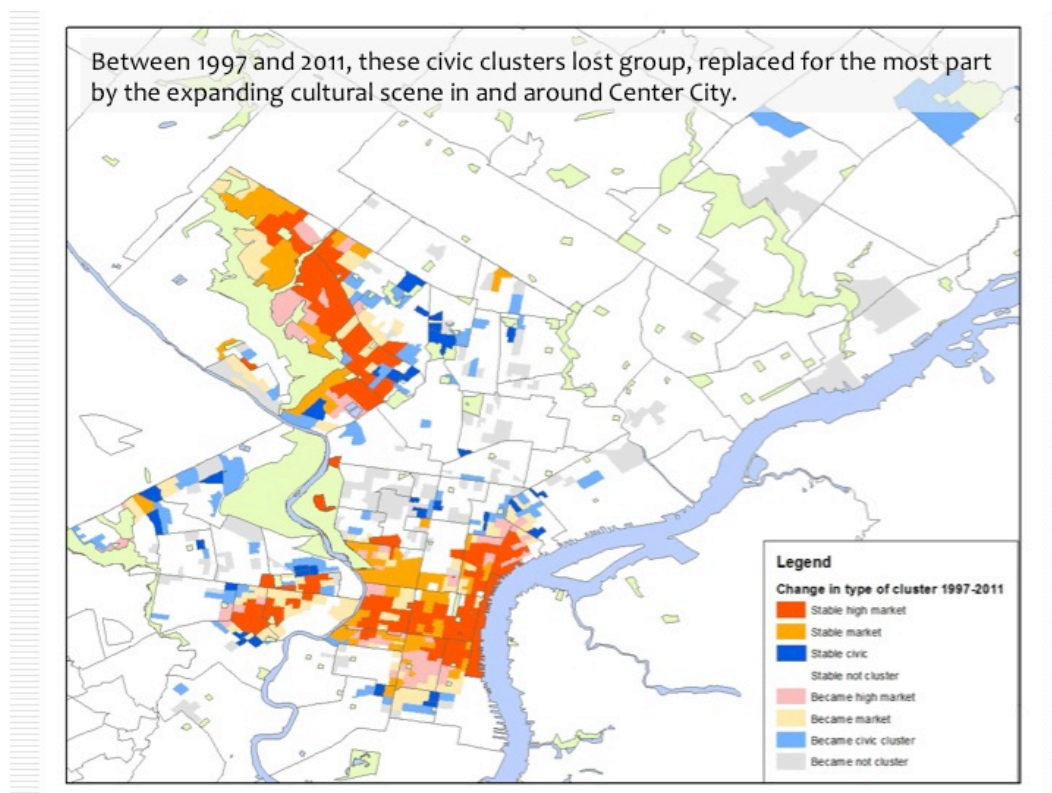 Between 1997 and 2011, these civic clusters lost group, replaced for the most part
by the expanding cultural scene in and around Center City.
Legend
Change in type of cluster 1997-2011
Stable high market
Stable market
Stable civic
Stable not cluster
Became high market
Became market
Became civic cluster
Became not cluster